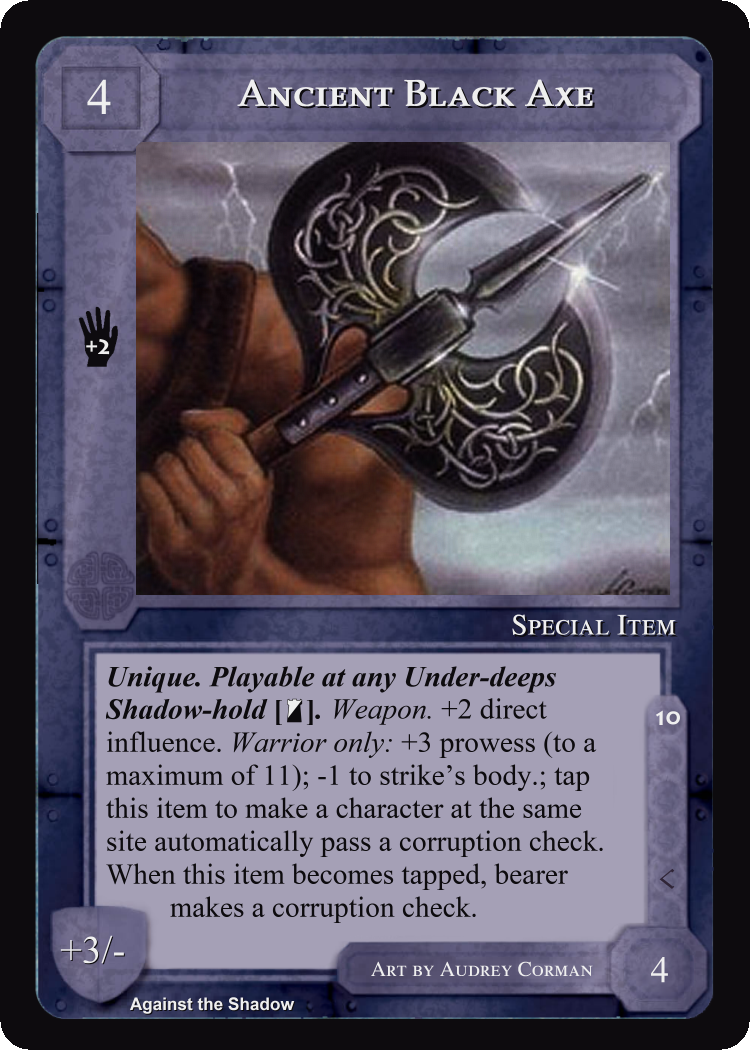 4
Ancient Black Axe
+2
Special Item
Unique. Playable at any Under-deeps
Shadow-hold [ ]. Weapon. +2 direct
influence. Warrior only: +3 prowess (to a
maximum of 11); -1 to strike's body.; tap
this item to make a character at the same
site automatically pass a corruption check.
When this item becomes tapped, bearer
makes a corruption check.
10
<
+3/-
Art by Audrey Corman
4
Against the Shadow